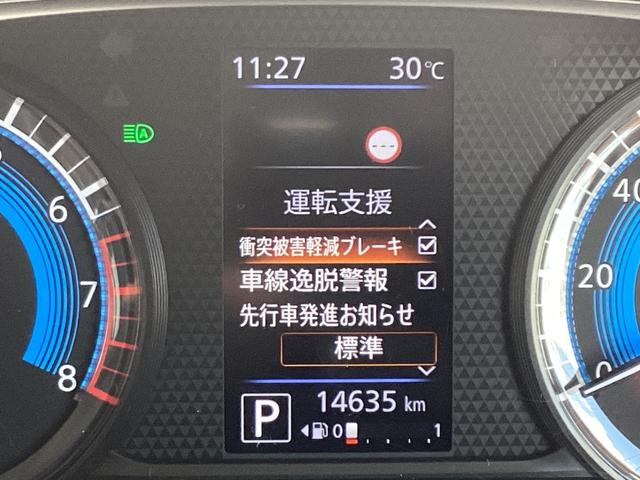 11:27 30℃
---
運転支援
衝突被害軽減ブレーキ
車線逸脱警報
先行車発進お知らせ
標準
P 14635 km
0 1
A
6
7
8
40
20
0